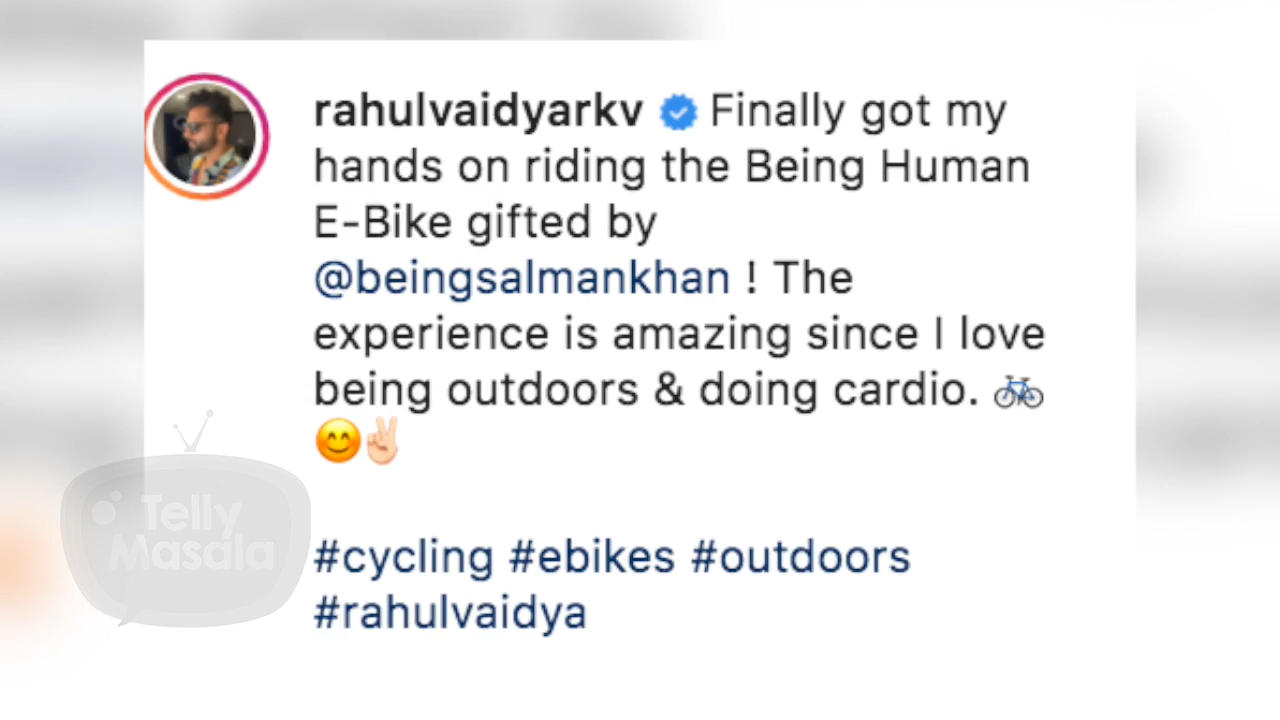 rahulvaidyarkv Finally got my
hands on riding the Being Human
E-Bike gifted by
@beingsalmankhan ! The
experience is amazing since I love
being outdoors & doing cardio. 🚲
😊✌🏻
#cycling #ebikes #outdoors
#rahulvaidya
Telly
Masala